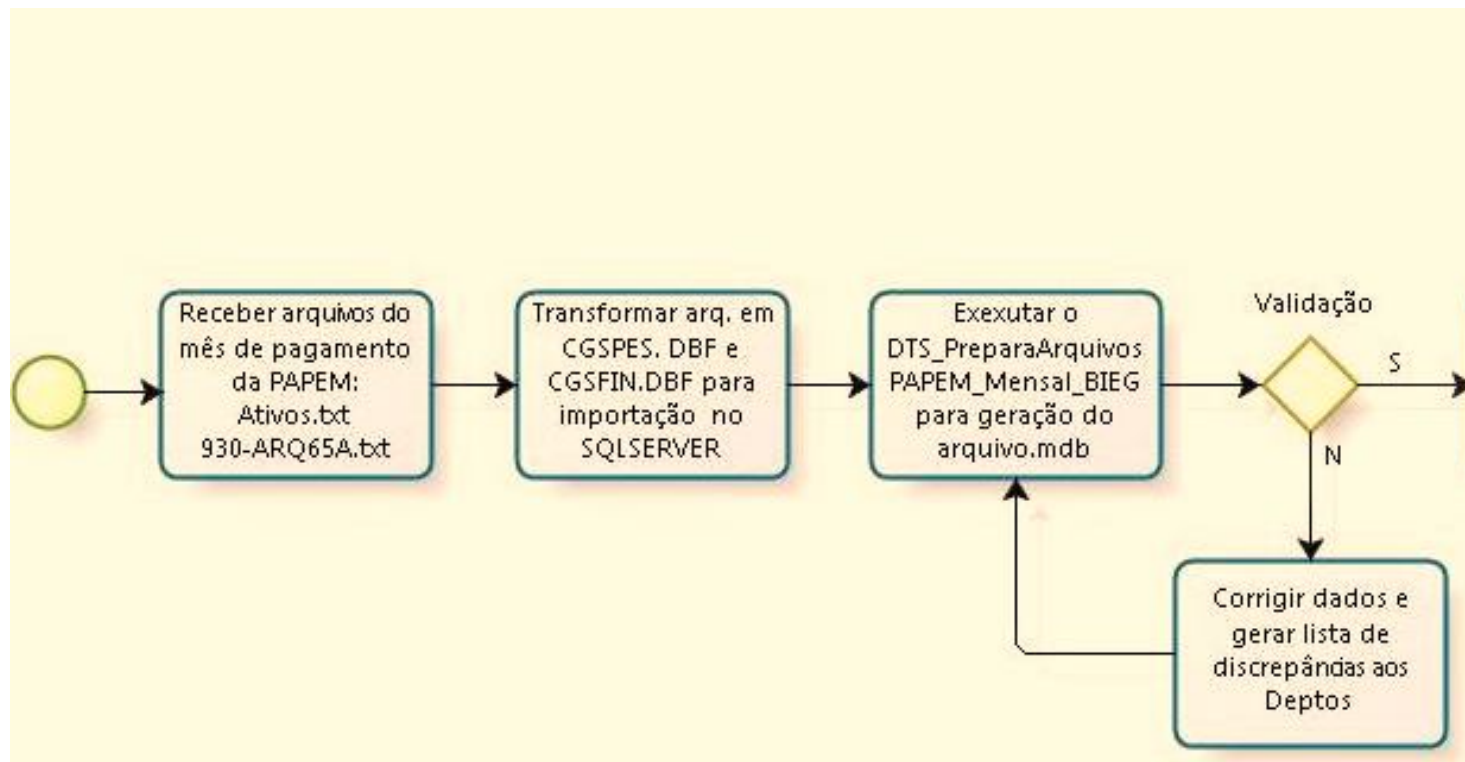 Receber arquivos do
mês de pagamento
da PAPEM:
Ativos.txt
930-ARQ65A.txt
Transformar arq. em
CGSPES. DBF e
CGSFIN.DBF para
importação no
SQLSERVER
Exexutar o
DTS_PreparaArquivos
PAPEM_Mensal_BIEG
para geração do
arquivo.mdb
Validação
S
N
Corrigir dados e
gerar lista de
discrepâncias aos
Deptos